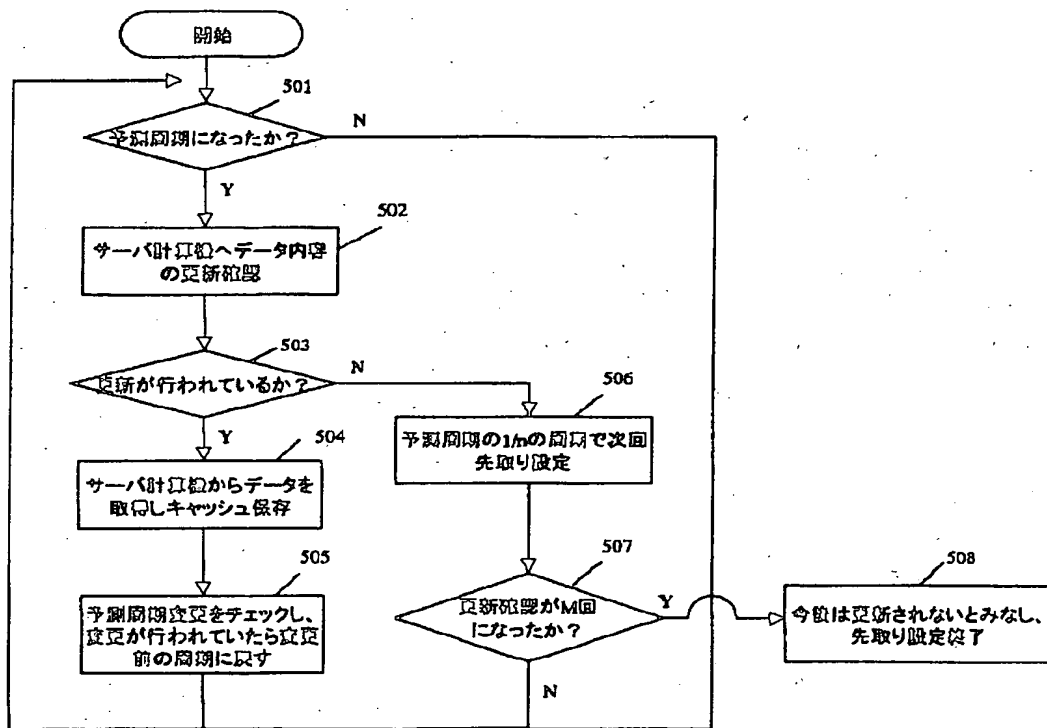 開始
501
予測周期になったか？
N
Y
502
サーバ計算機へデータ内容
の更新確認
503
更新が行われているか？
N
Y
504
サーバ計算機からデータを
取得しキャッシュ保存
505
予測周期変更をチェックし、
変更が行われていたら変更
前の周期に戻す
506
予測周期の1/nの周期で次回
先取り設定
507
更新確認がM回
になったか？
Y
N
508
今後は更新されないとみなし、
先取り設定終了